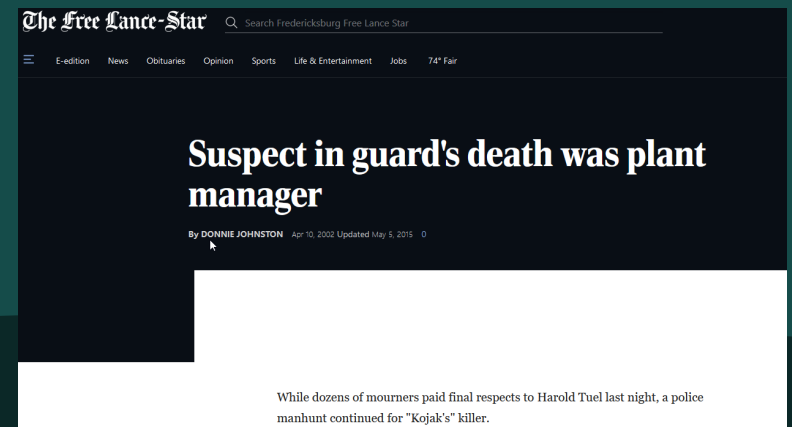 The Free Lance-Star
Search Fredericksburg Free Lance Star
E-edition News Obituaries Opinion Sports Life & Entertainment Jobs 74° Fair
Suspect in guard's death was plant
manager
By DONNIE JOHNSTON Apr 10, 2002 Updated May 5, 2015 0
While dozens of mourners paid final respects to Harold Tuel last night, a police
manhunt continued for "Kojak's" killer.